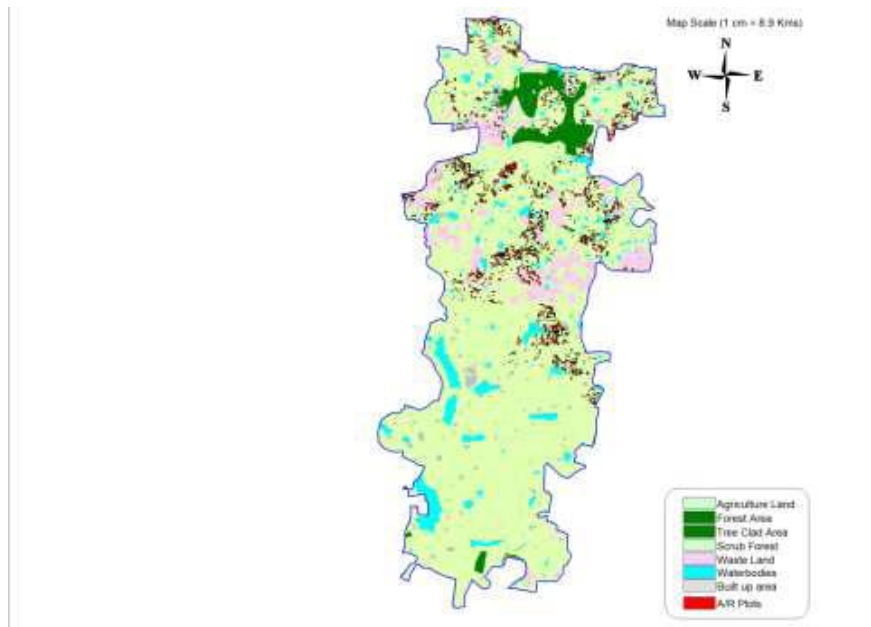 Map Scale (1 cm = 8.9 Kms)
N
W E
S
Agriculture Land
Forest Area
Tree Clad Area
Scrub Forest
Waste Land
Waterbodies
Built up area
A/R Plots